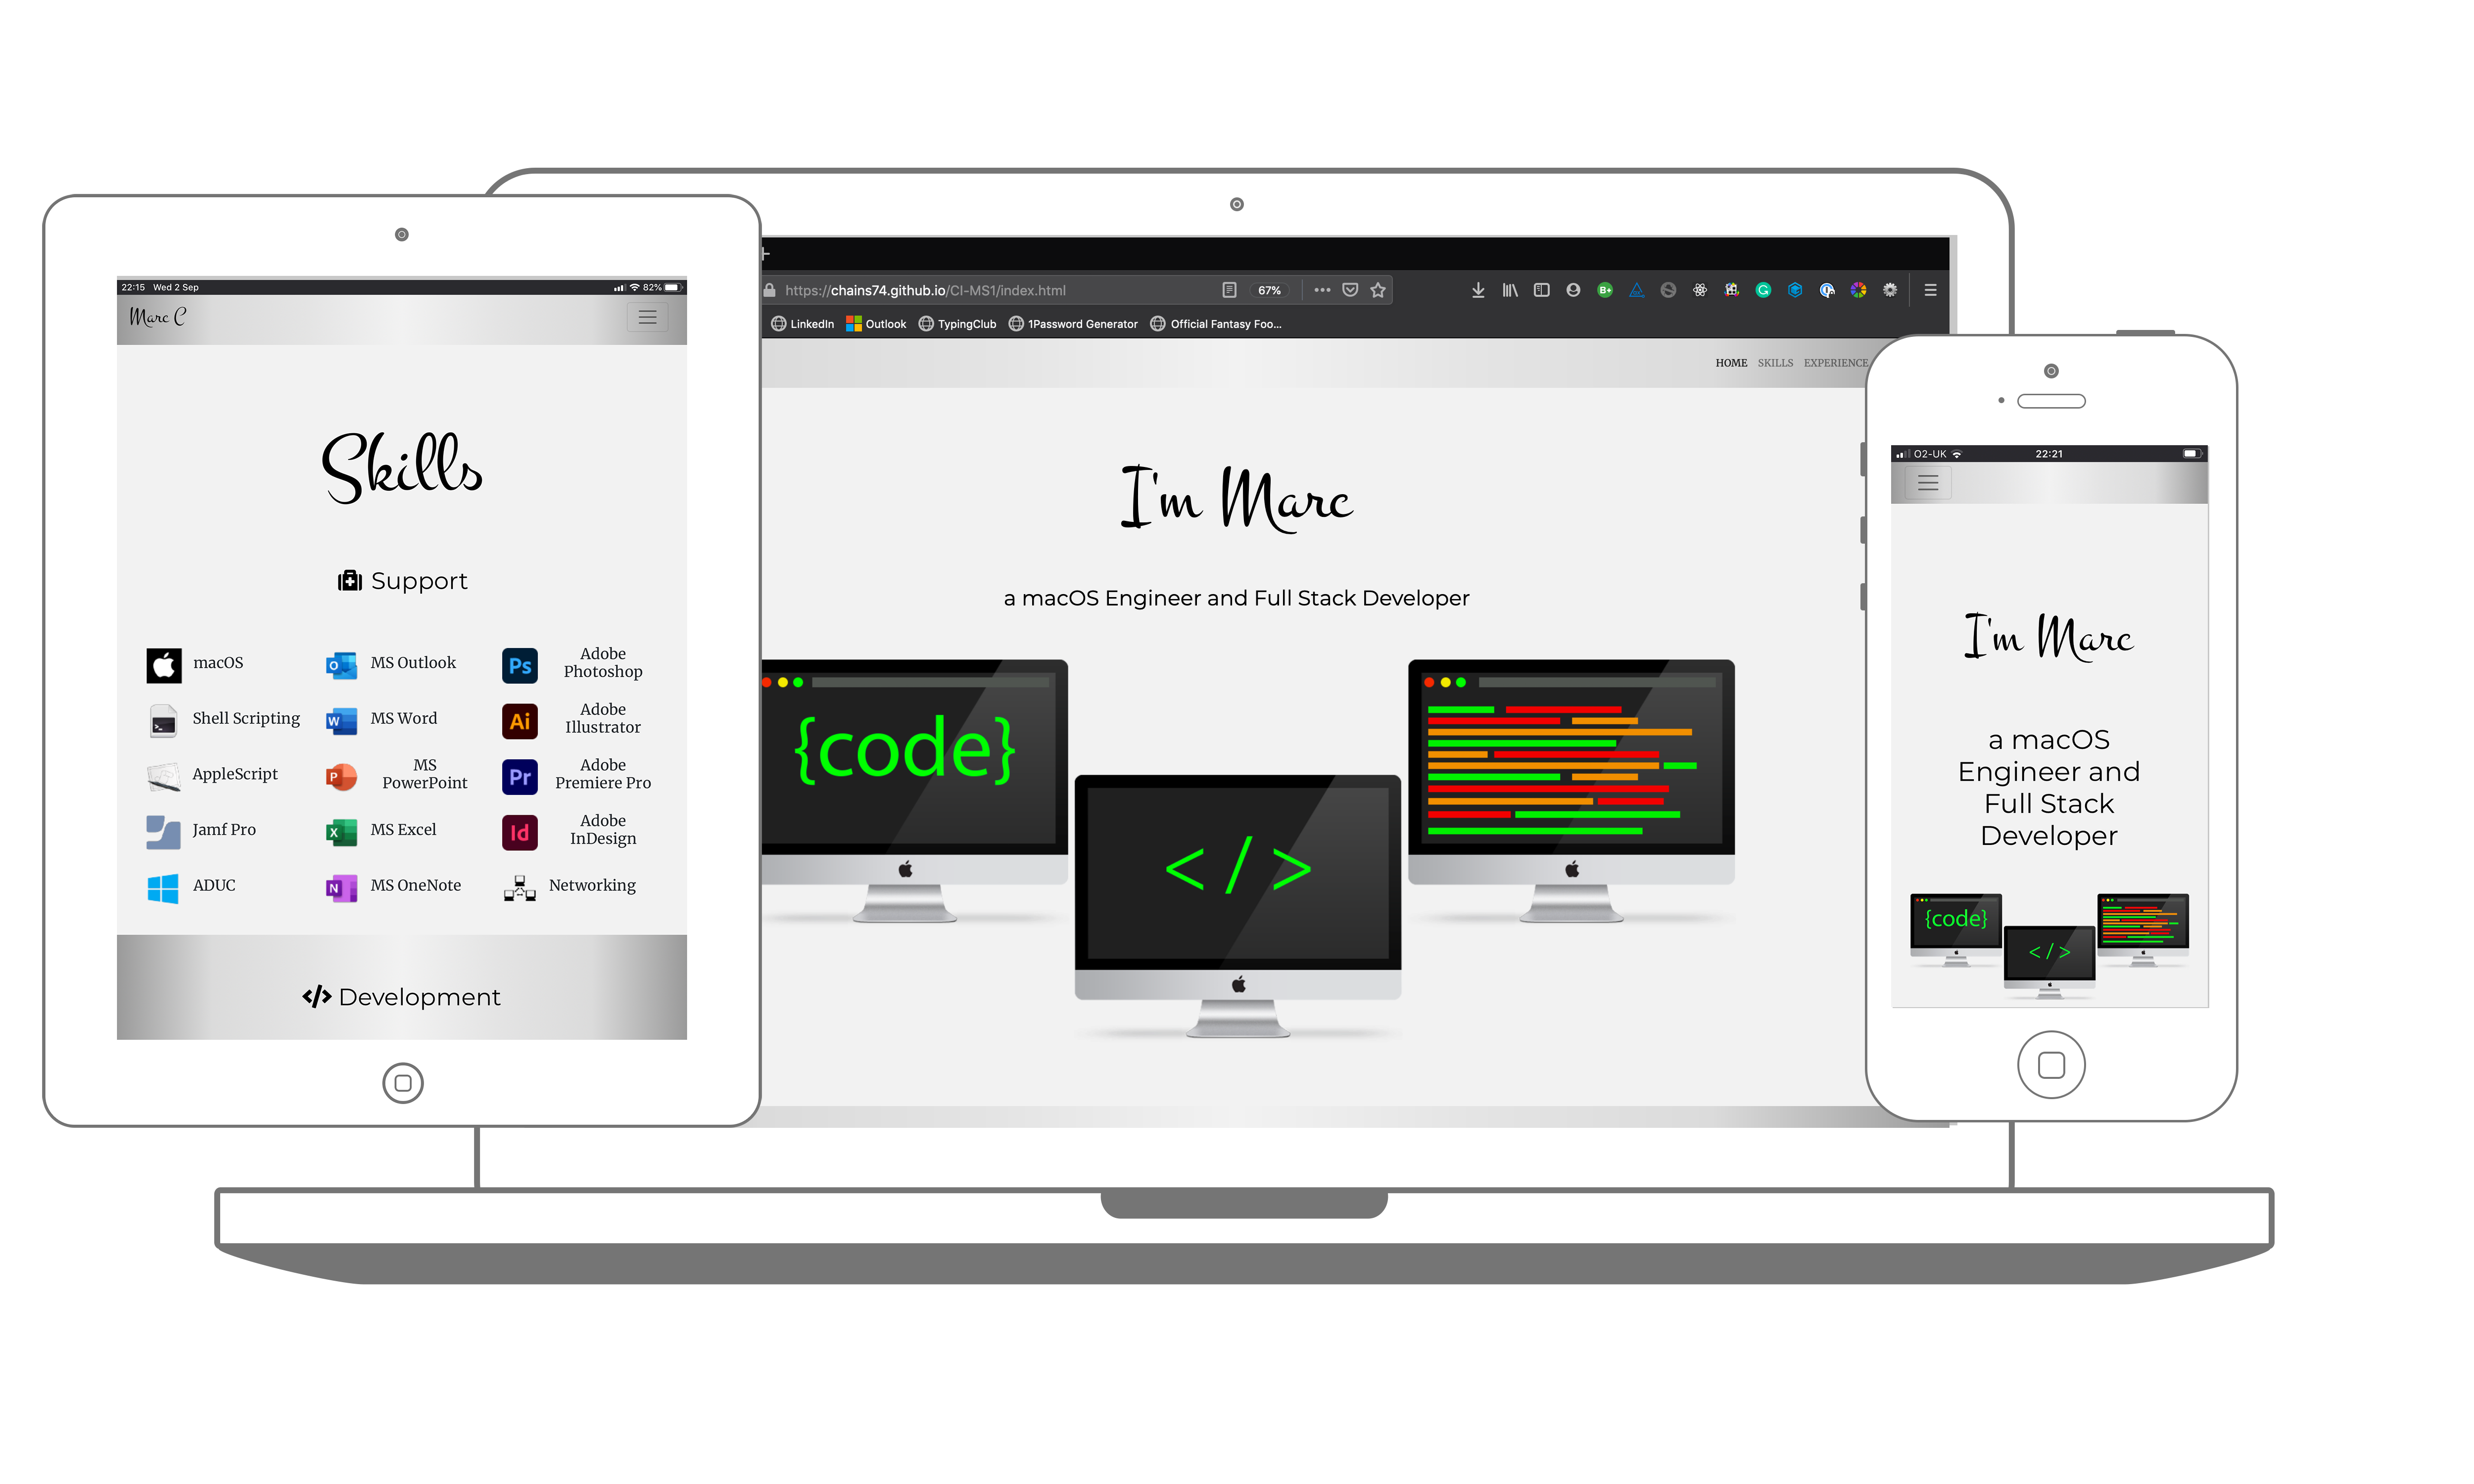 22:15 Wed 2 Sep
82%
Marc C
Skills
Support
macOS
MS Outlook
Adobe
Photoshop
Shell Scripting
MS Word
Adobe
Illustrator
AppleScript
MS
PowerPoint
Adobe
Premiere Pro
Jamf Pro
MS Excel
Adobe
InDesign
ADUC
MS OneNote
Networking
</> Development
https://chains74.github.io/CI-MS1/index.html
67%
LinkedIn
Outlook
TypingClub
1Password Generator
Official Fantasy Foo...
HOME SKILLS EXPERIENCE
I'm Marc
a macOS Engineer and Full Stack Developer
{code}
</>
O2-UK
22:21
I'm Marc
a macOS
Engineer and
Full Stack
Developer
{code}
</>